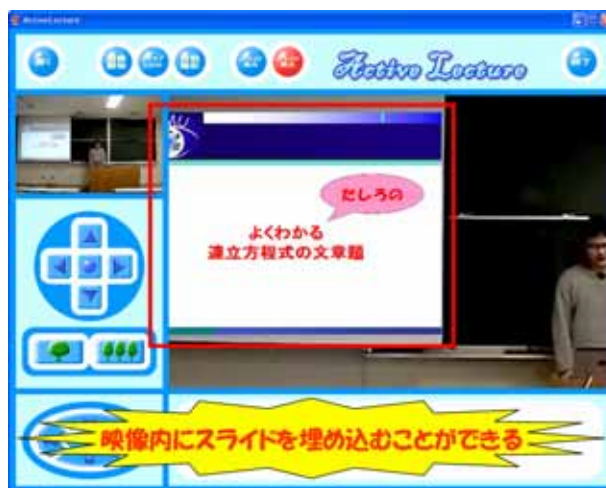 ActiveLecture
Active Lecture
だしろの
よくわかる
連立方程式の文章題
映像内にスライドを埋め込むことができる